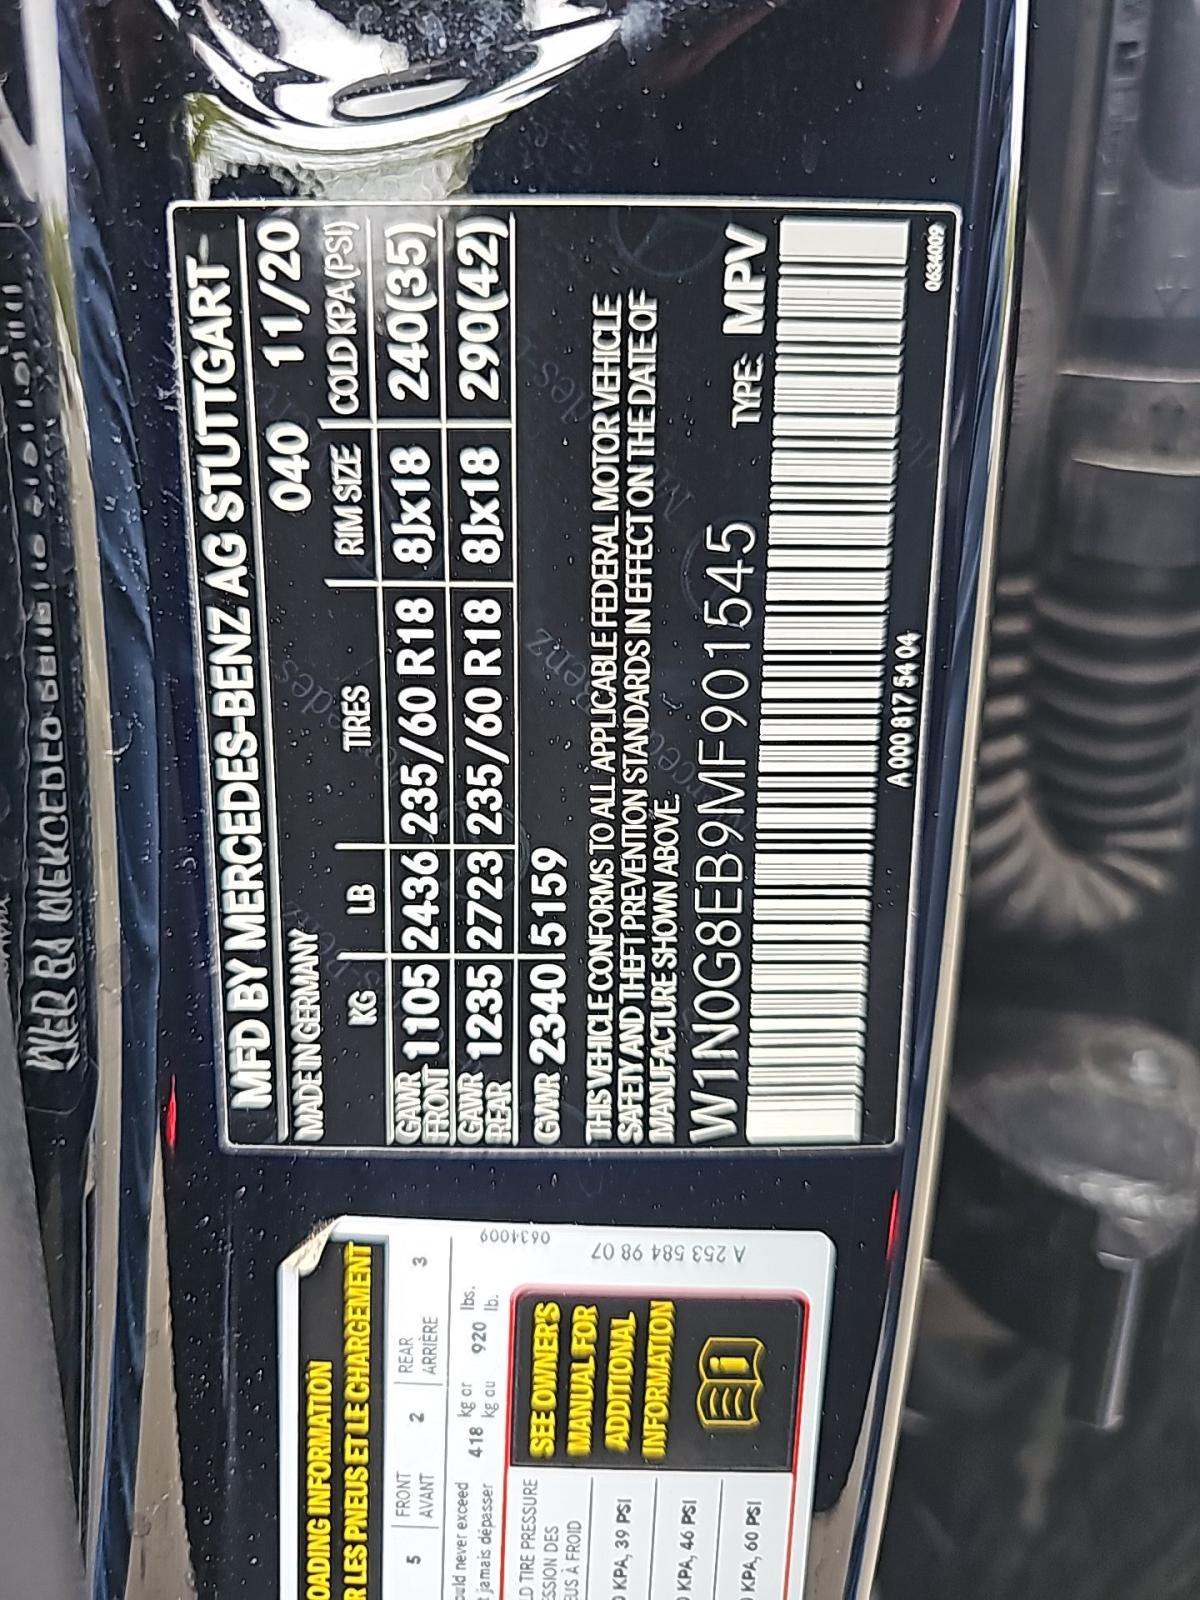 MFD BY MERCEDES-BENZ AG STUTTGART
MADE IN GERMANY 040 11/20
KG LB TIRES RIM SIZE COLD KPA (PSI)
GAWR FRONT 1105 2436 235/60 R18 8Jx18 240(35)
GAWR REAR 1235 2723 235/60 R18 8Jx18 290(42)
GVWR 2340 5159
THIS VEHICLE CONFORMS TO ALL APPLICABLE FEDERAL MOTOR VEHICLE
SAFETY AND THEFT PREVENTION STANDARDS IN EFFECT ON THE DATE OF
MANUFACTURE SHOWN ABOVE.
W1N0G8EB9MF901545 TYPE: MPV
A 000 817 54 04
0634009
OADING INFORMATION
R LES PNEUS ET LE CHARGEMENT
5 FRONT 2 REAR 3
AVANT ARRIÈRE
ould never exceed 418 kg or 920 lbs.
t jamais dépasser kg ou lb.
LD TIRE PRESSURE
SSION DES
EUS À FROID
KPA, 39 PSI
KPA, 46 PSI
KPA, 60 PSI
SEE OWNER'S
MANUAL FOR
ADDITIONAL
INFORMATION
0634009
A 253 584 98 07